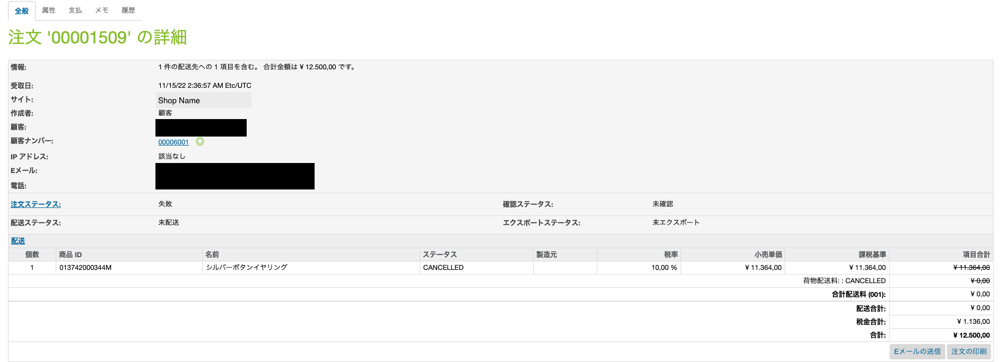 全般 属性 支払 メモ 履歴
注文 '00001509' の詳細
情報: 1 件の配送先への 1 項目を含む。 合計金額は ¥ 12.500,00 です。
受取日: 11/15/22 2:36:57 AM Etc/UTC
サイト: Shop Name
作成者: 顧客
顧客:
顧客ナンバー: 00006001
IP アドレス: 該当なし
Eメール:
電話:
注文ステータス: 失敗 確認ステータス: 未確認
配送ステータス: 未配送 エクスポートステータス: 未エクスポート
配送
個数 商品 ID 名前 ステータス 製造元 税率 小売単価 課税基準 項目合計
1 013742000344M シルバーボタンイヤリング CANCELLED 10,00 % ¥ 11.364,00 ¥ 11.364,00 ¥ 11.364,00
荷物配送料: : CANCELLED ¥ 0,00
合計配送料 (001): ¥ 0,00
配送合計: ¥ 0,00
税金合計: ¥ 1.136,00
合計: ¥ 12.500,00
Eメールの送信 注文の印刷